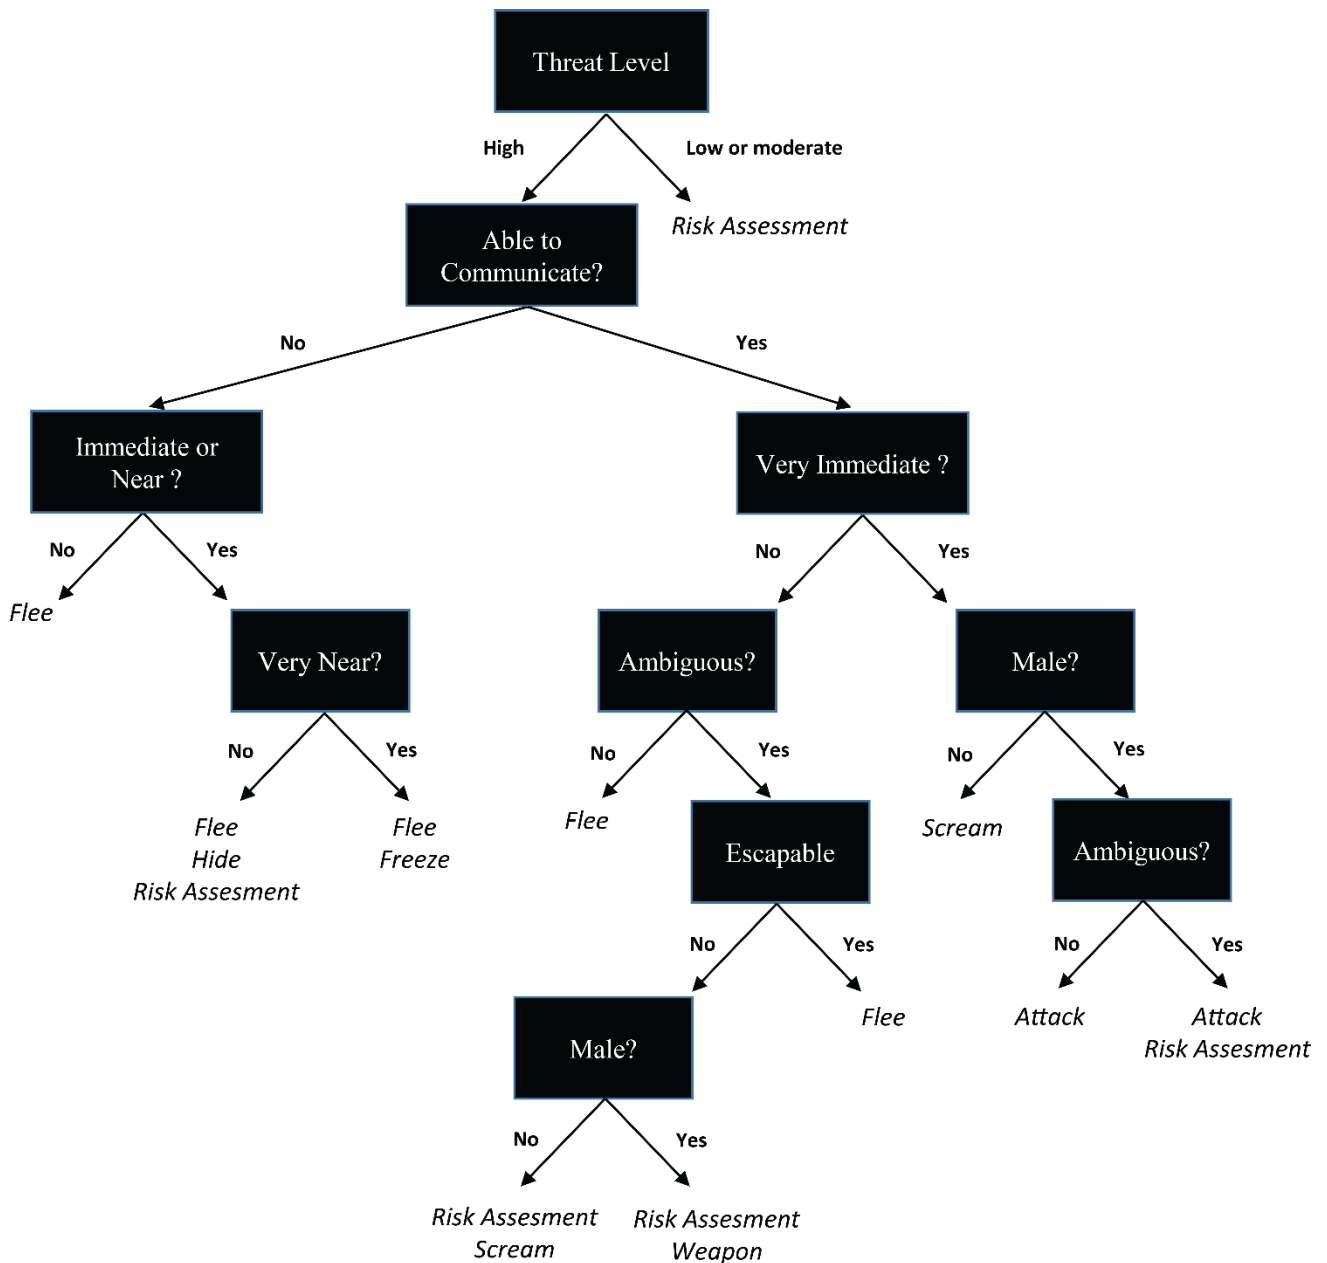 Threat Level
High
Low or moderate
Able to
Communicate?
Risk Assessment
No
Yes
Immediate or
Near ?
Very Immediate ?
No
Yes
No
Yes
Flee
Very Near?
Ambiguous?
Male?
No
Yes
No
Yes
No
Yes
Flee
Hide
Risk Assesment
Flee
Freeze
Flee
Escapable
Scream
Ambiguous?
No
Yes
No
Yes
Male?
Flee
Attack
Attack
Risk Assesment
No
Yes
Risk Assesment
Scream
Risk Assesment
Weapon